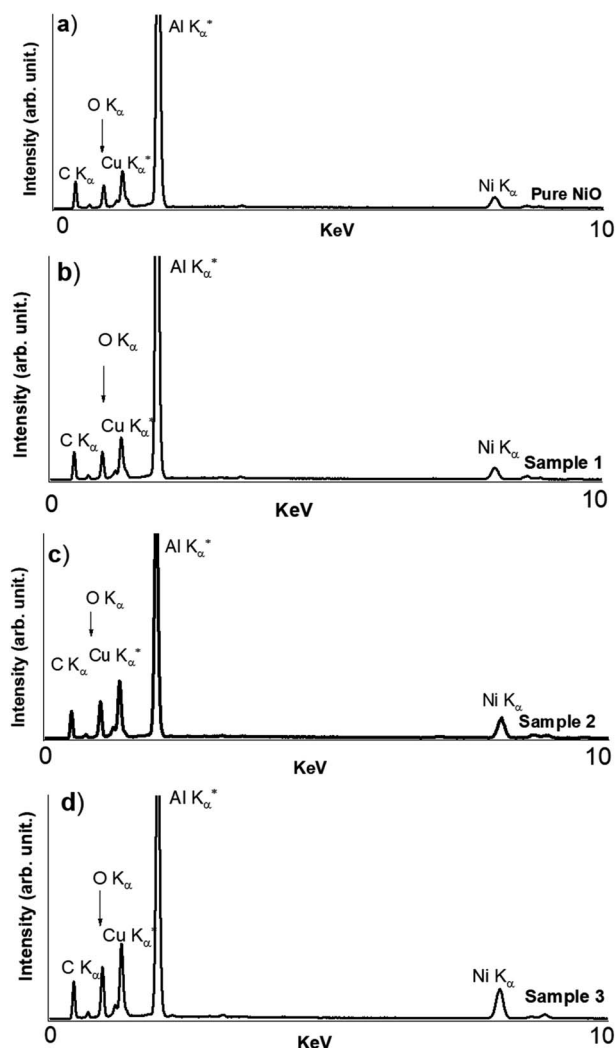 a)
Al Kα*
O Kα
Cu Kα*
C Kα
Ni Kα
Pure NiO
Intensity (arb. unit.)
0
KeV
10
b)
Al Kα*
O Kα
Cu Kα*
C Kα
Ni Kα
Sample 1
Intensity (arb. unit.)
0
KeV
10
c)
Al Kα*
O Kα
Cu Kα*
C Kα
Ni Kα
Sample 2
Intensity (arb. unit.)
0
KeV
10
d)
Al Kα*
O Kα
Cu Kα*
C Kα
Ni Kα
Sample 3
Intensity (arb. unit.)
0
KeV
10